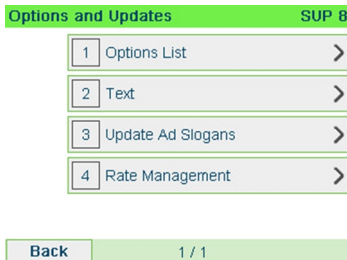 Options and Updates SUP 8
1 Options List
2 Text
3 Update Ad Slogans
4 Rate Management
Back 1 / 1